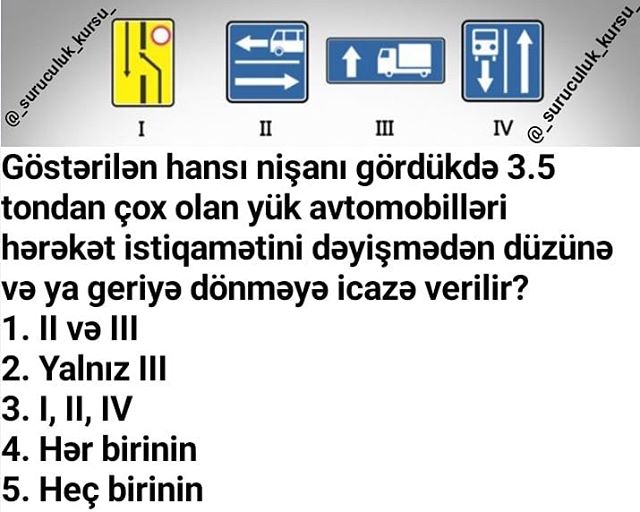 @_suruculuk_kursu_
@_suruculuk_kursu_
I II III IV
Göstərilən hansı nişanı gördükdə 3.5
tondan çox olan yük avtomobilləri
hərəkət istiqamətini dəyişmədən düzünə
və ya geriyə dönməyə icazə verilir?
1. II və III
2. Yalnız III
3. I, II, IV
4. Hər birinin
5. Heç birinin